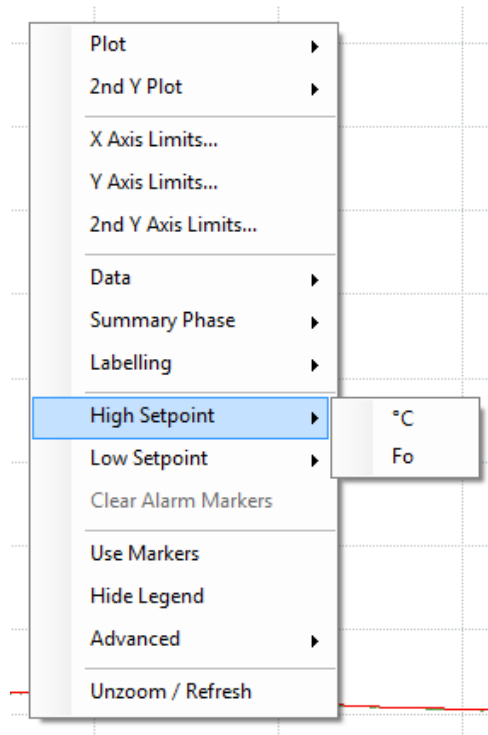 Plot
2nd Y Plot
X Axis Limits...
Y Axis Limits...
2nd Y Axis Limits...
Data
Summary Phase
Labelling
High Setpoint
°C
Low Setpoint
Fo
Clear Alarm Markers
Use Markers
Hide Legend
Advanced
Unzoom / Refresh